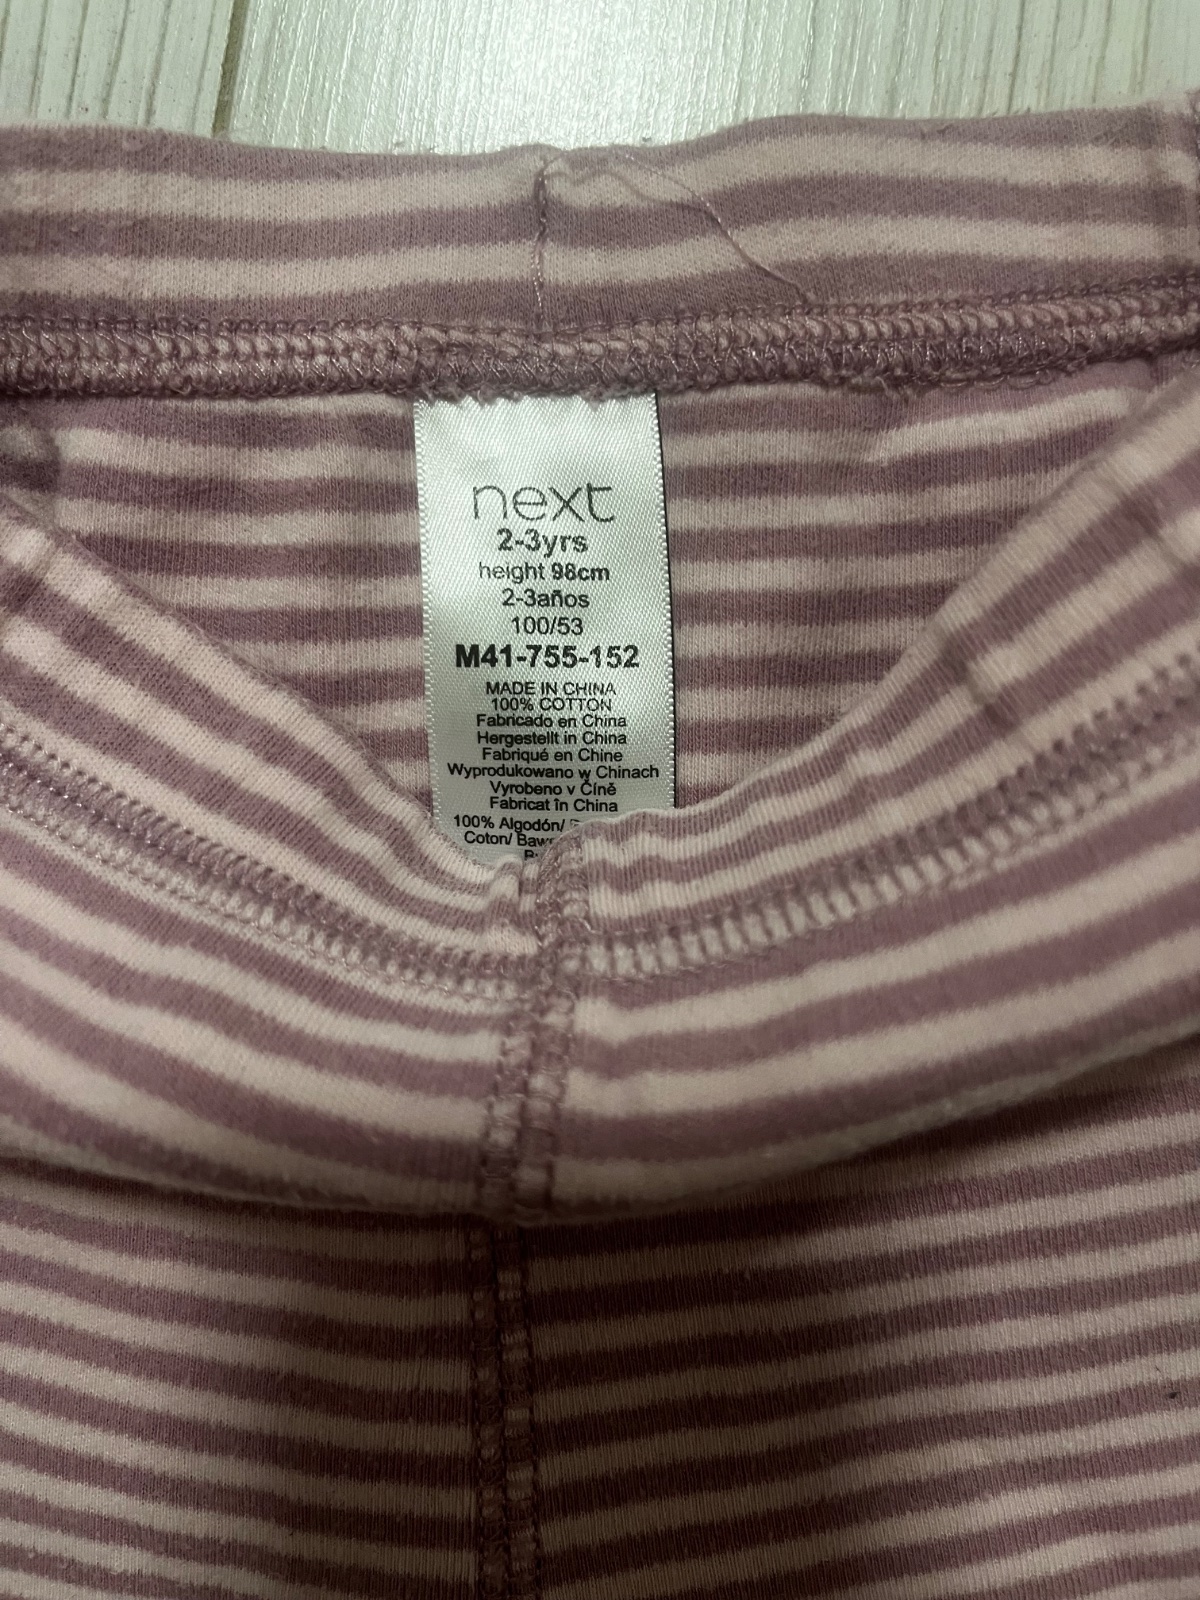 next
2-3yrs
height 98cm
2-3años
100/53
M41-755-152
MADE IN CHINA
100% COTTON
Fabricado en China
Hergestellt in China
Fabriqué en Chine
Wyprodukowano w Chinach
Vyrobeno v Číně
Fabricat în China
100% Algodón/
Coton/